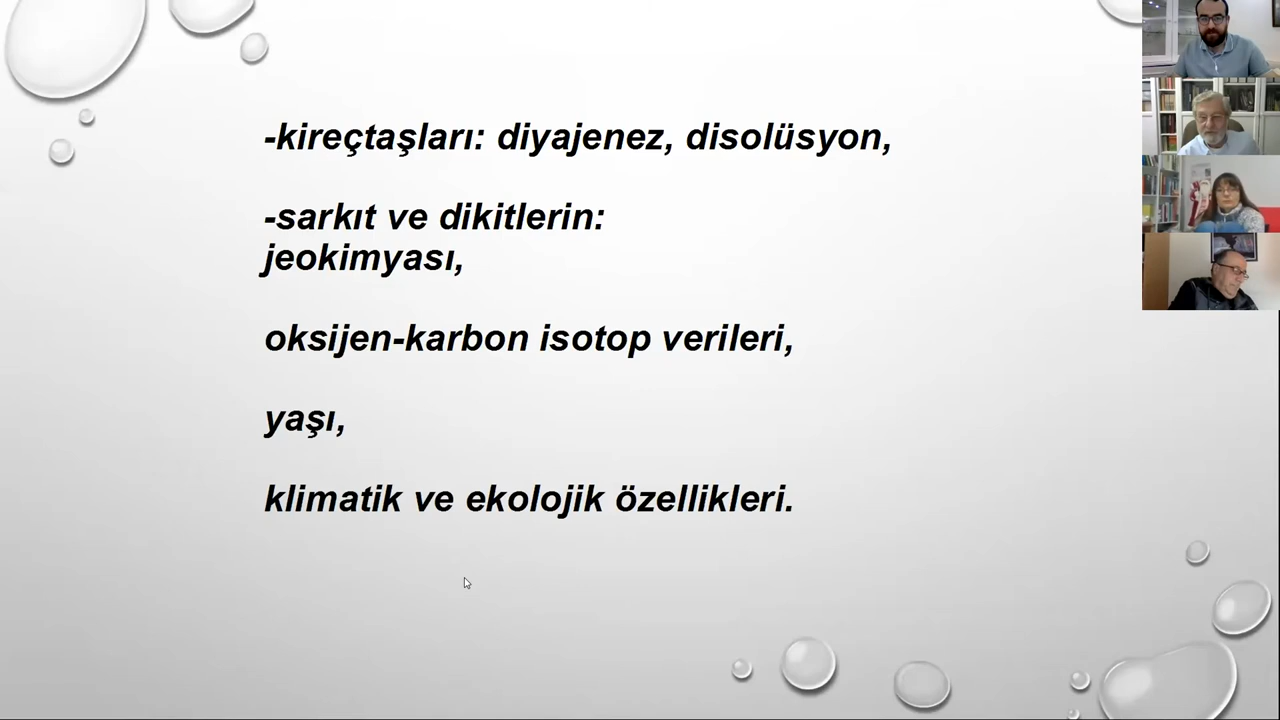 -kireçtaşları: diyajenez, disolüsyon,
-sarkıt ve dikitlerin:
jeokimyası,
oksijen-karbon isotop verileri,
yaşı,
klimatik ve ekolojik özellikleri.